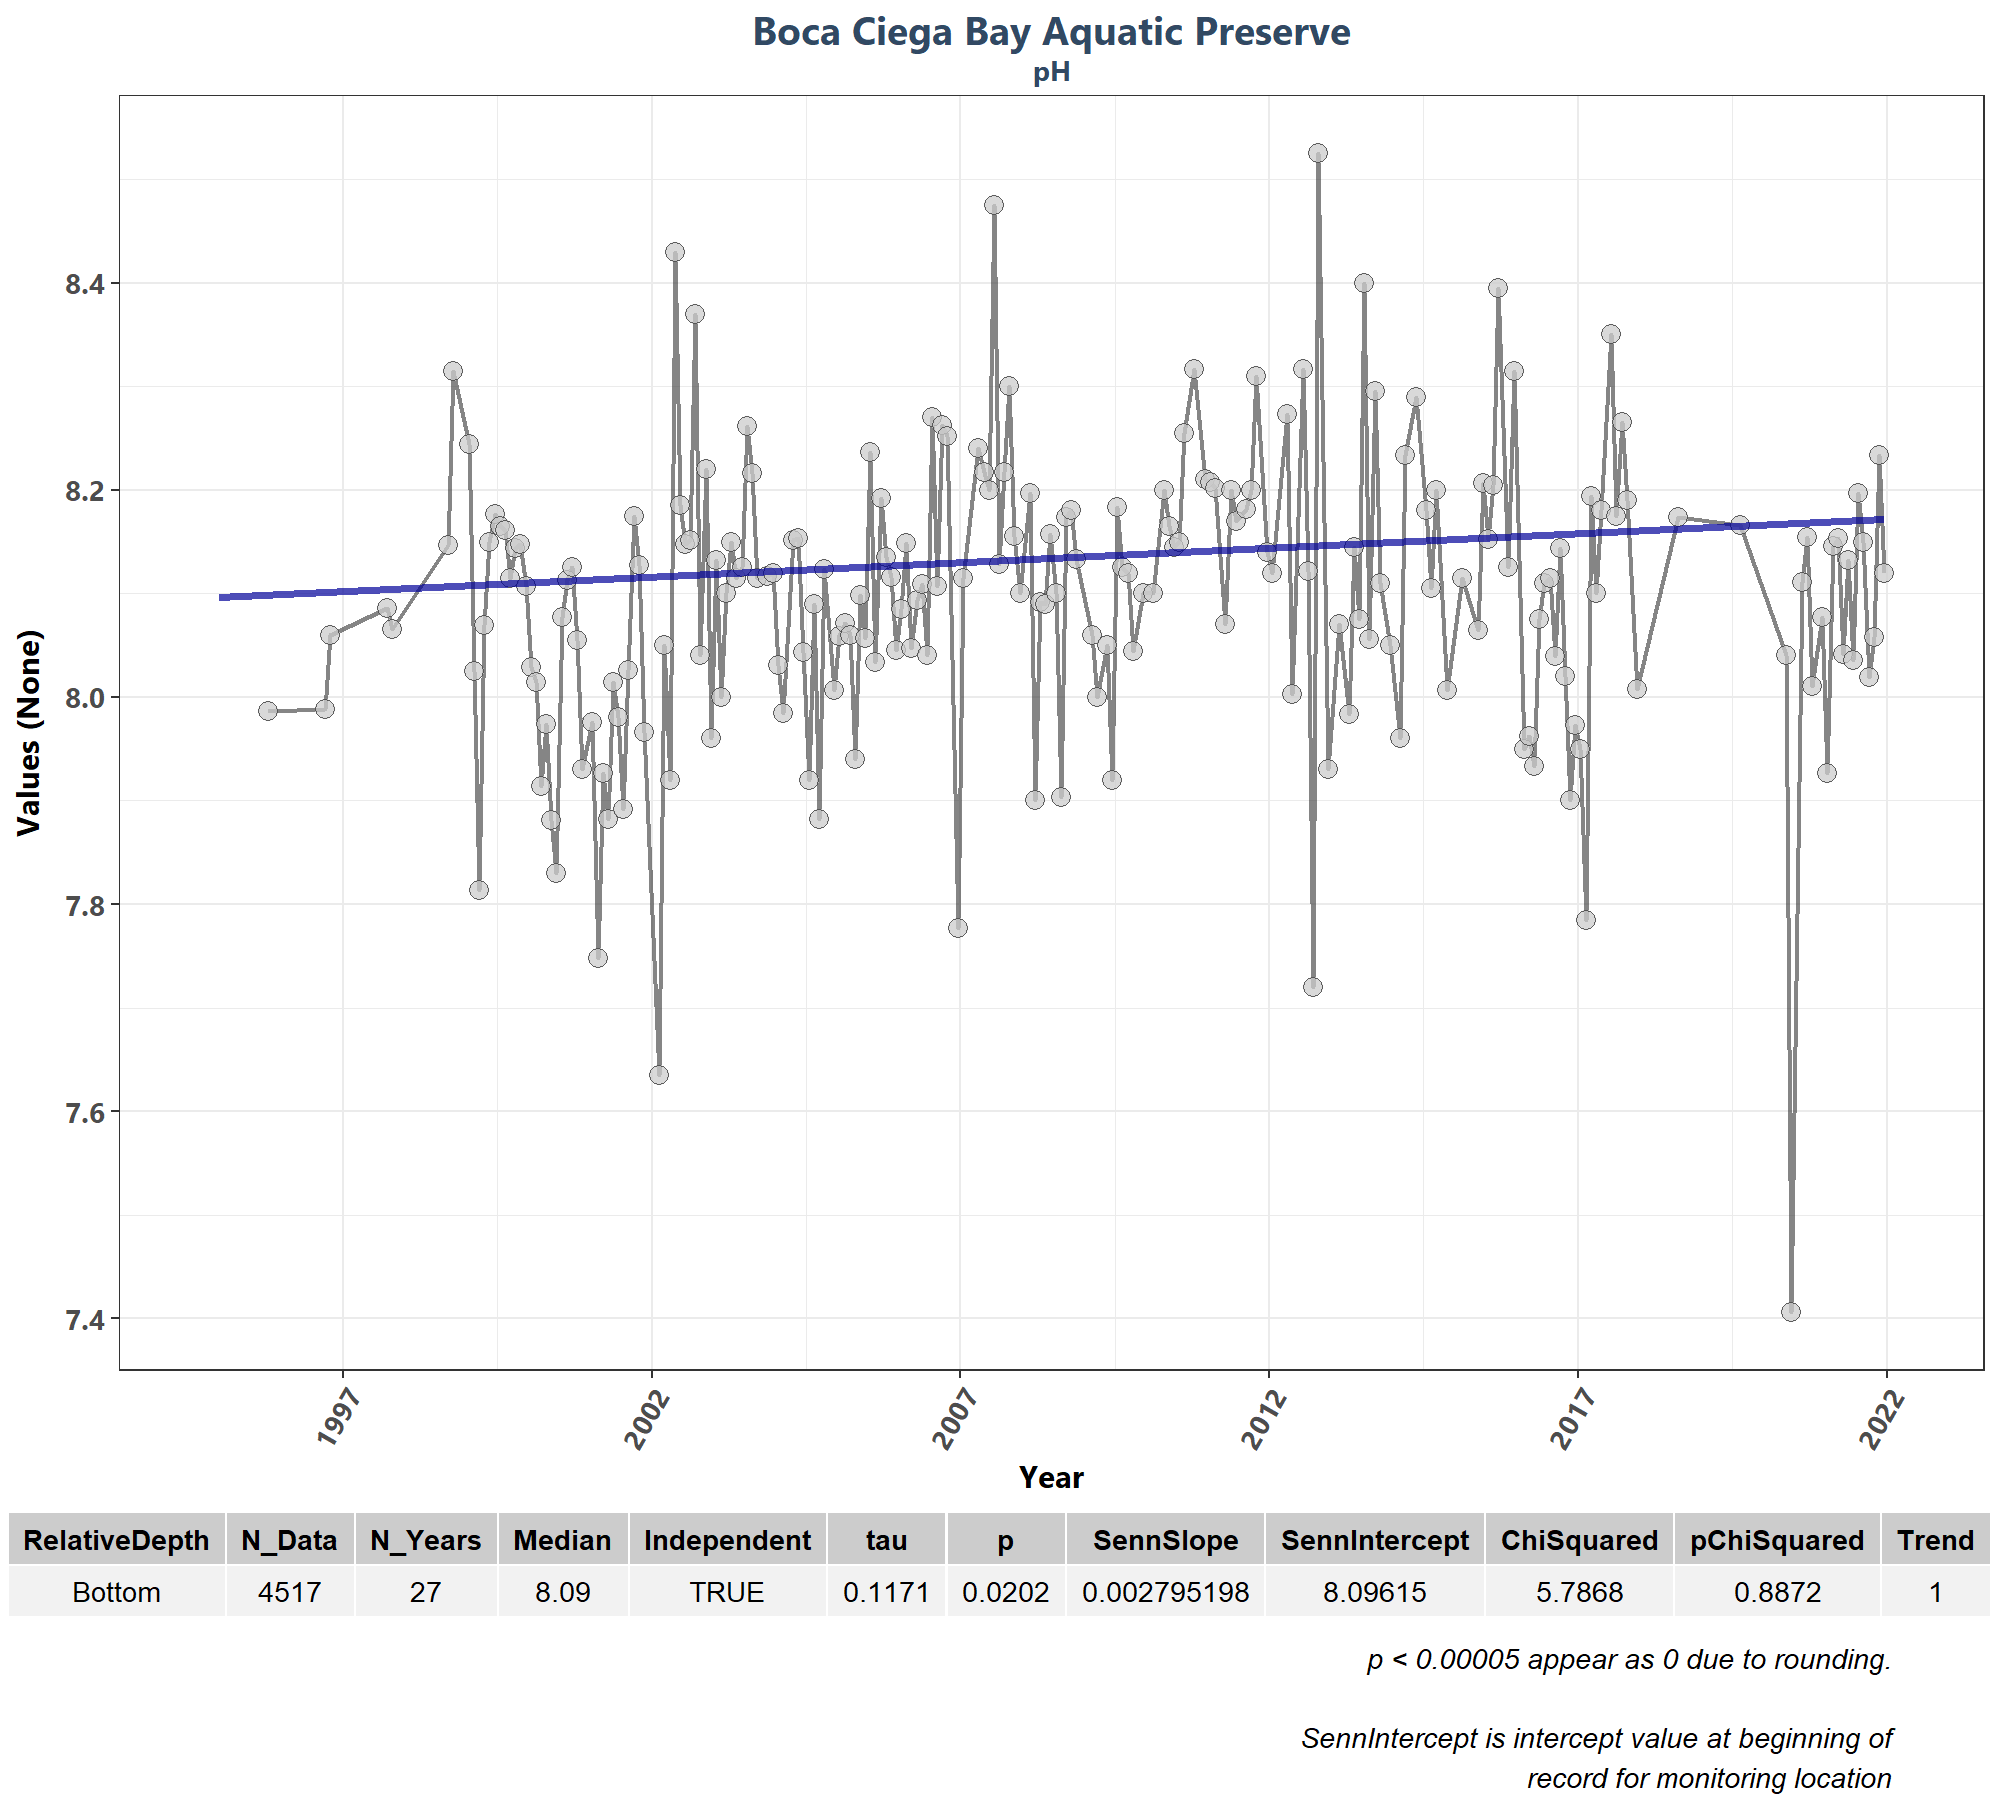 Boca Ciega Bay Aquatic Preserve
pH
Values (None)
8.4
8.2
8.0
7.8
7.6
7.4
1997 2002 2007 2012 2017 2022
Year
RelativeDepth N_Data N_Years Median Independent tau p SennSlope SennIntercept ChiSquared pChiSquared Trend
Bottom 4517 27 8.09 TRUE 0.1171 0.0202 0.002795198 8.09615 5.7868 0.8872 1
p < 0.00005 appear as 0 due to rounding.
SennIntercept is intercept value at beginning of
record for monitoring location